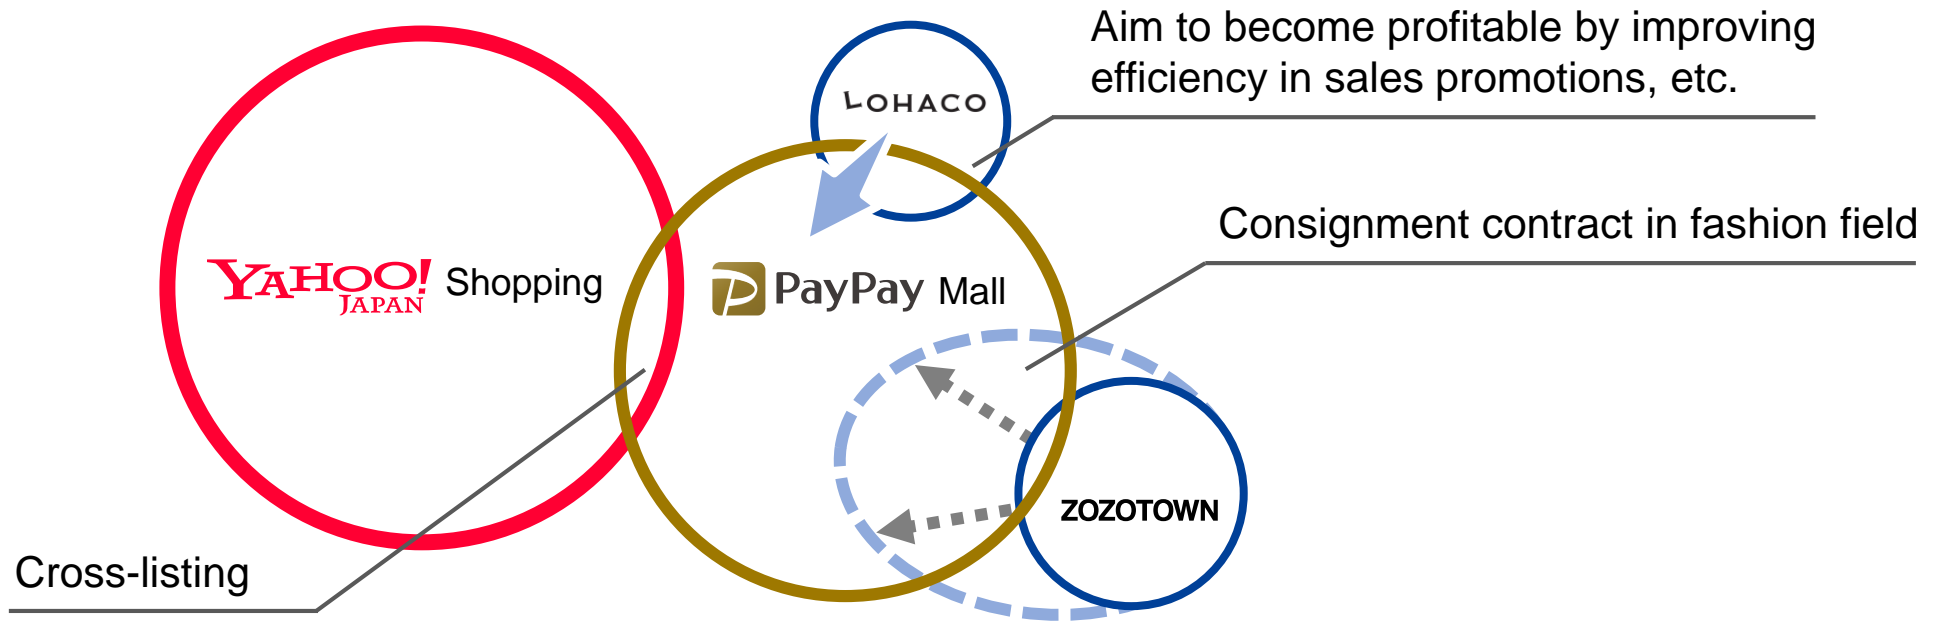 Aim to become profitable by improving
efficiency in sales promotions, etc.
LOHACO
Consignment contract in fashion field
YAHOO! JAPAN Shopping
PayPay Mall
ZOZOTOWN
Cross-listing